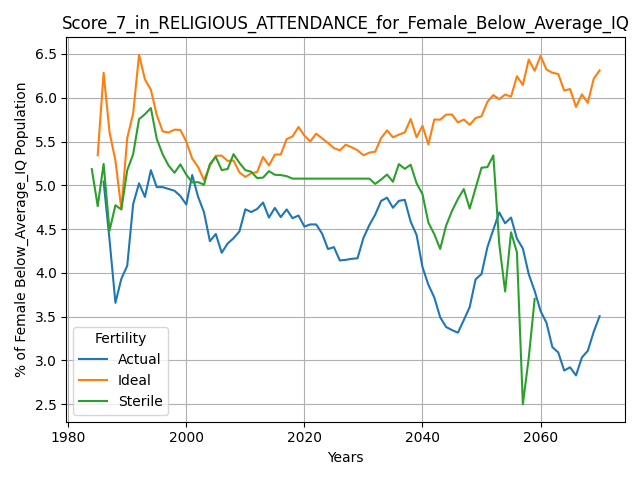 Score_7_in_RELIGIOUS_ATTENDANCE_for_Female_Below_Average_IQ
% of Female Below_Average_IQ Population
6.5
6.0
5.5
5.0
4.5
4.0
3.5
3.0
2.5
Fertility
Actual
Ideal
Sterile
1980
2000
2020
2040
2060
Years